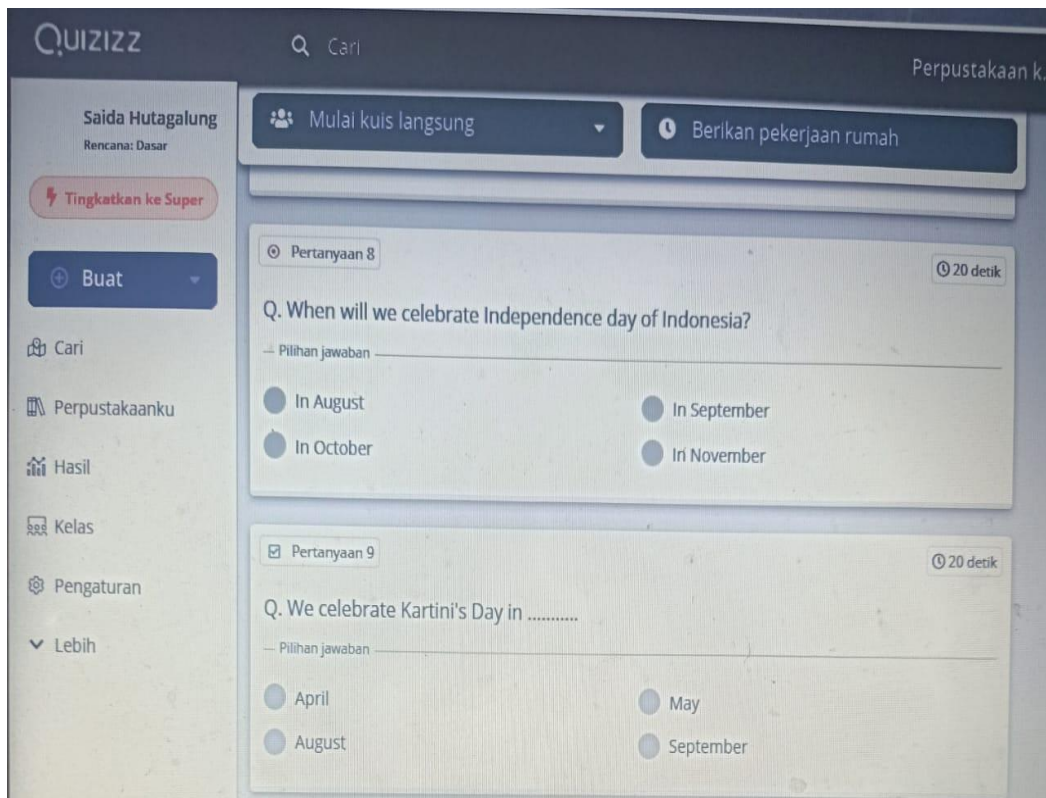 Quizizz
Cari
Perpustakaan k.
Saida Hutagalung
Rencana: Dasar
Tingkatkan ke Super
Buat
Cari
Perpustakaanku
Hasil
Kelas
Pengaturan
Lebih
Mulai kuis langsung
Berikan pekerjaan rumah
Pertanyaan 8
20 detik
Q. When will we celebrate Independence day of Indonesia?
Pilihan jawaban
In August
In September
In October
In November
Pertanyaan 9
20 detik
Q. We celebrate Kartini's Day in ...........
Pilihan jawaban
April
May
August
September